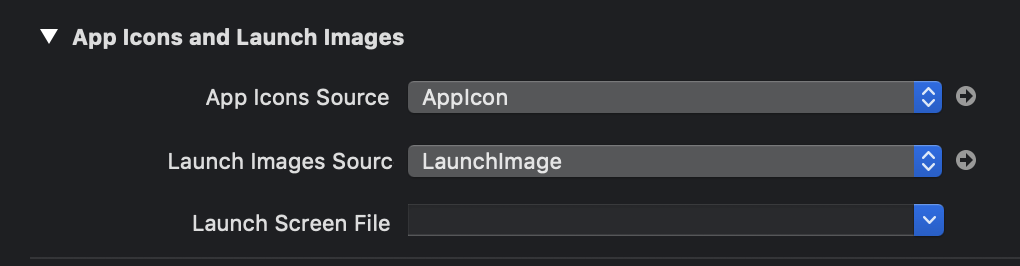 App Icons and Launch Images
App Icons Source AppIcon
Launch Images Sourc LaunchImage
Launch Screen File